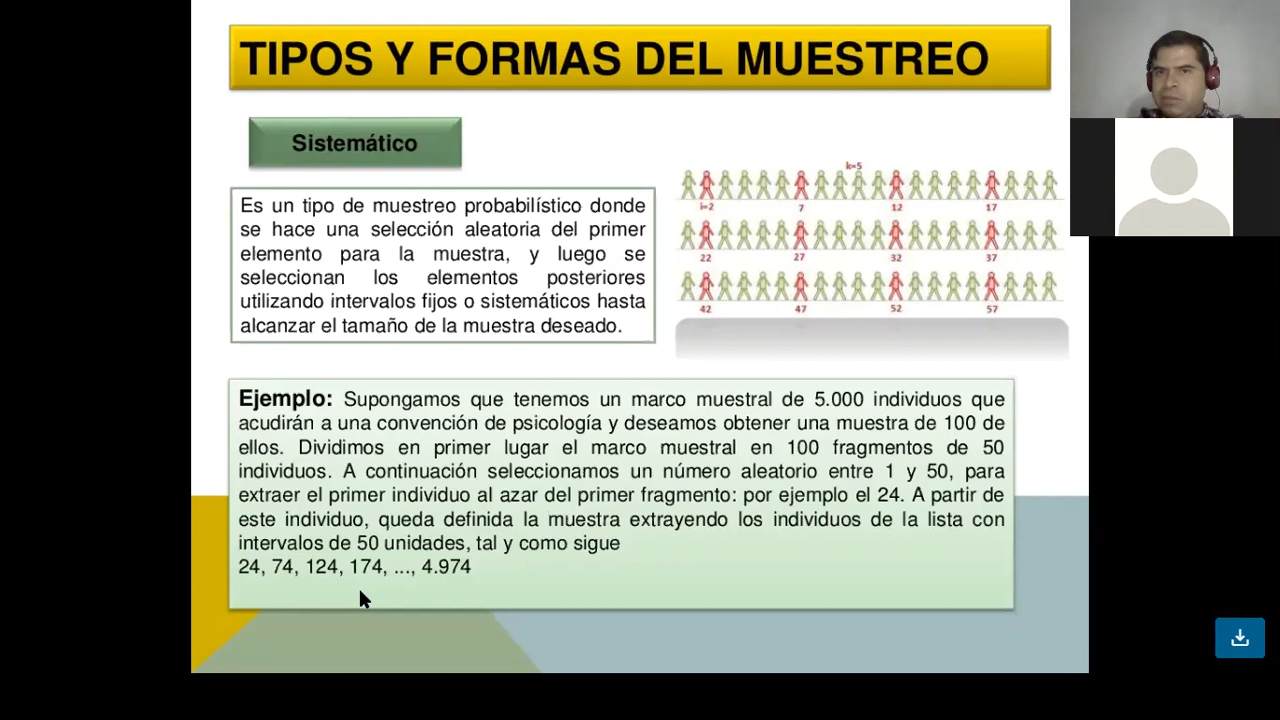 TIPOS Y FORMAS DEL MUESTREO
Sistemático
Es un tipo de muestreo probabilístico donde
se hace una selección aleatoria del primer
elemento para la muestra, y luego se
seleccionan los elementos posteriores
utilizando intervalos fijos o sistemáticos hasta
alcanzar el tamaño de la muestra deseado.
k=5
i=2 7 12 17
22 27 32 37
42 47 52 57
Ejemplo: Supongamos que tenemos un marco muestral de 5.000 individuos que
acudirán a una convención de psicología y deseamos obtener una muestra de 100 de
ellos. Dividimos en primer lugar el marco muestral en 100 fragmentos de 50
individuos. A continuación seleccionamos un número aleatorio entre 1 y 50, para
extraer el primer individuo al azar del primer fragmento: por ejemplo el 24. A partir de
este individuo, queda definida la muestra extrayendo los individuos de la lista con
intervalos de 50 unidades, tal y como sigue
24, 74, 124, 174, ..., 4.974